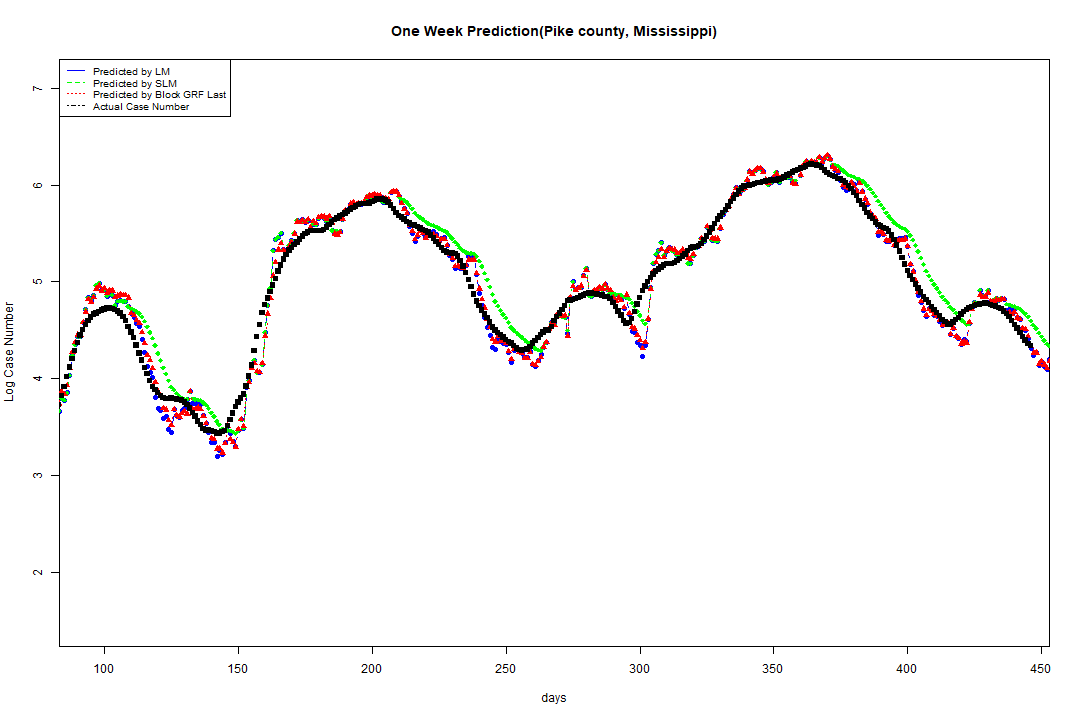 One Week Prediction(Pike county, Mississippi)
Predicted by LM
Predicted by SLM
Predicted by Block GRF Last
Actual Case Number
7
6
5
4
3
2
Log Case Number
100 150 200 250 300 350 400 450
days